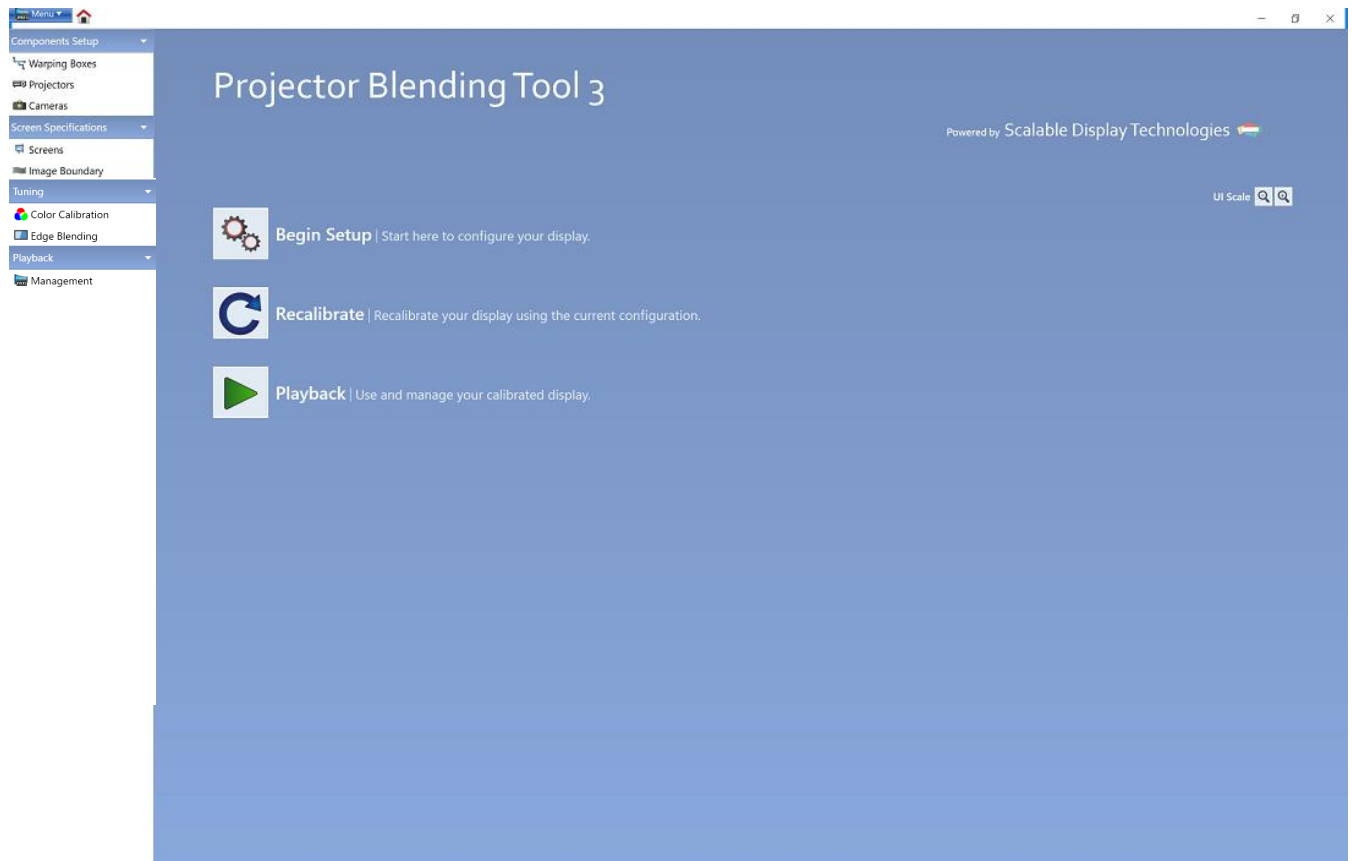 Menu
Components Setup
Warping Boxes
Projectors
Cameras
Screen Specifications
Screens
Image Boundary
Tuning
Color Calibration
Edge Blending
Playback
Management
Projector Blending Tool 3
Powered by Scalable Display Technologies
UI Scale
Begin Setup | Start here to configure your display.
Recalibrate | Recalibrate your display using the current configuration.
Playback | Use and manage your calibrated display.